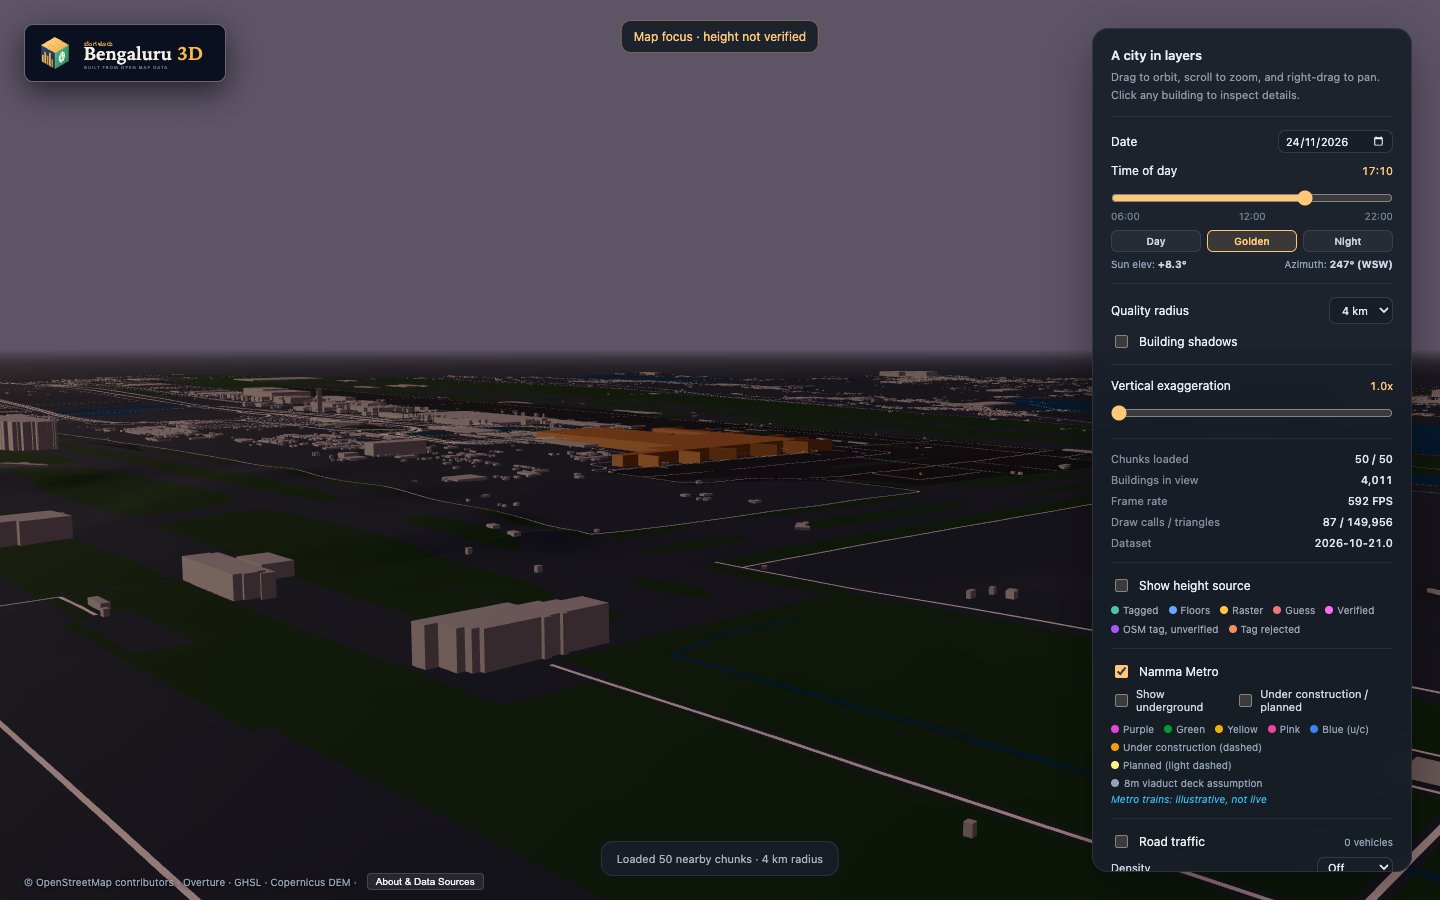 Bengaluru 3D
BUILT FROM OPEN MAP DATA
Map focus · height not verified
A city in layers
Drag to orbit, scroll to zoom, and right-drag to pan.
Click any building to inspect details.
Date
24/11/2026
Time of day
17:10
06:00
12:00
22:00
Day
Golden
Night
Sun elev: +8.3°
Azimuth: 247° (WSW)
Quality radius
4 km
Building shadows
Vertical exaggeration
1.0x
Chunks loaded
50 / 50
Buildings in view
4,011
Frame rate
592 FPS
Draw calls / triangles
87 / 149,956
Dataset
2026-10-21.0
Show height source
Tagged
Floors
Raster
Guess
Verified
OSM tag, unverified
Tag rejected
Namma Metro
Show
underground
Under construction /
planned
Purple
Green
Yellow
Pink
Blue (u/c)
Under construction (dashed)
Planned (light dashed)
8m viaduct deck assumption
Metro trains: illustrative, not live
Road traffic
0 vehicles
Density
Off
Loaded 50 nearby chunks · 4 km radius
© OpenStreetMap contributors · Overture · GHSL · Copernicus DEM ·
About & Data Sources